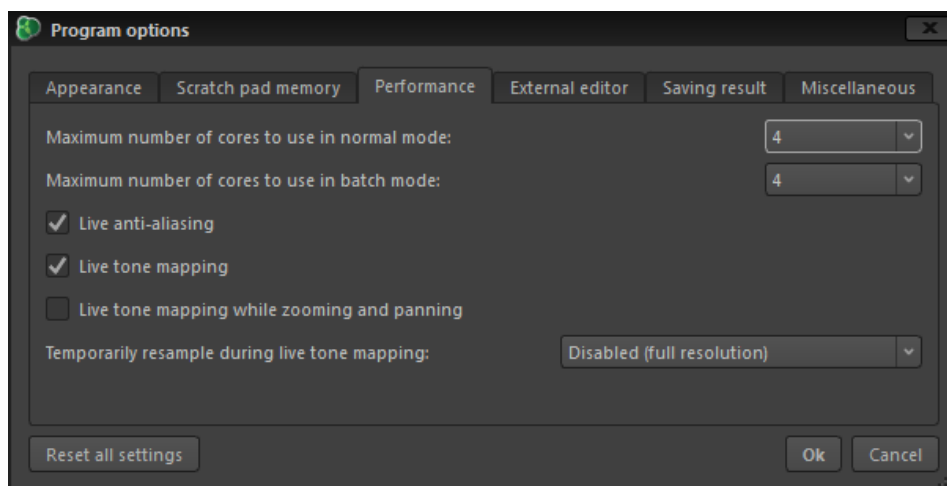 Program options
Appearance Scratch pad memory Performance External editor Saving result Miscellaneous
Maximum number of cores to use in normal mode: 4
Maximum number of cores to use in batch mode: 4
Live anti-aliasing
Live tone mapping
Live tone mapping while zooming and panning
Temporarily resample during live tone mapping: Disabled (full resolution)
Reset all settings Ok Cancel